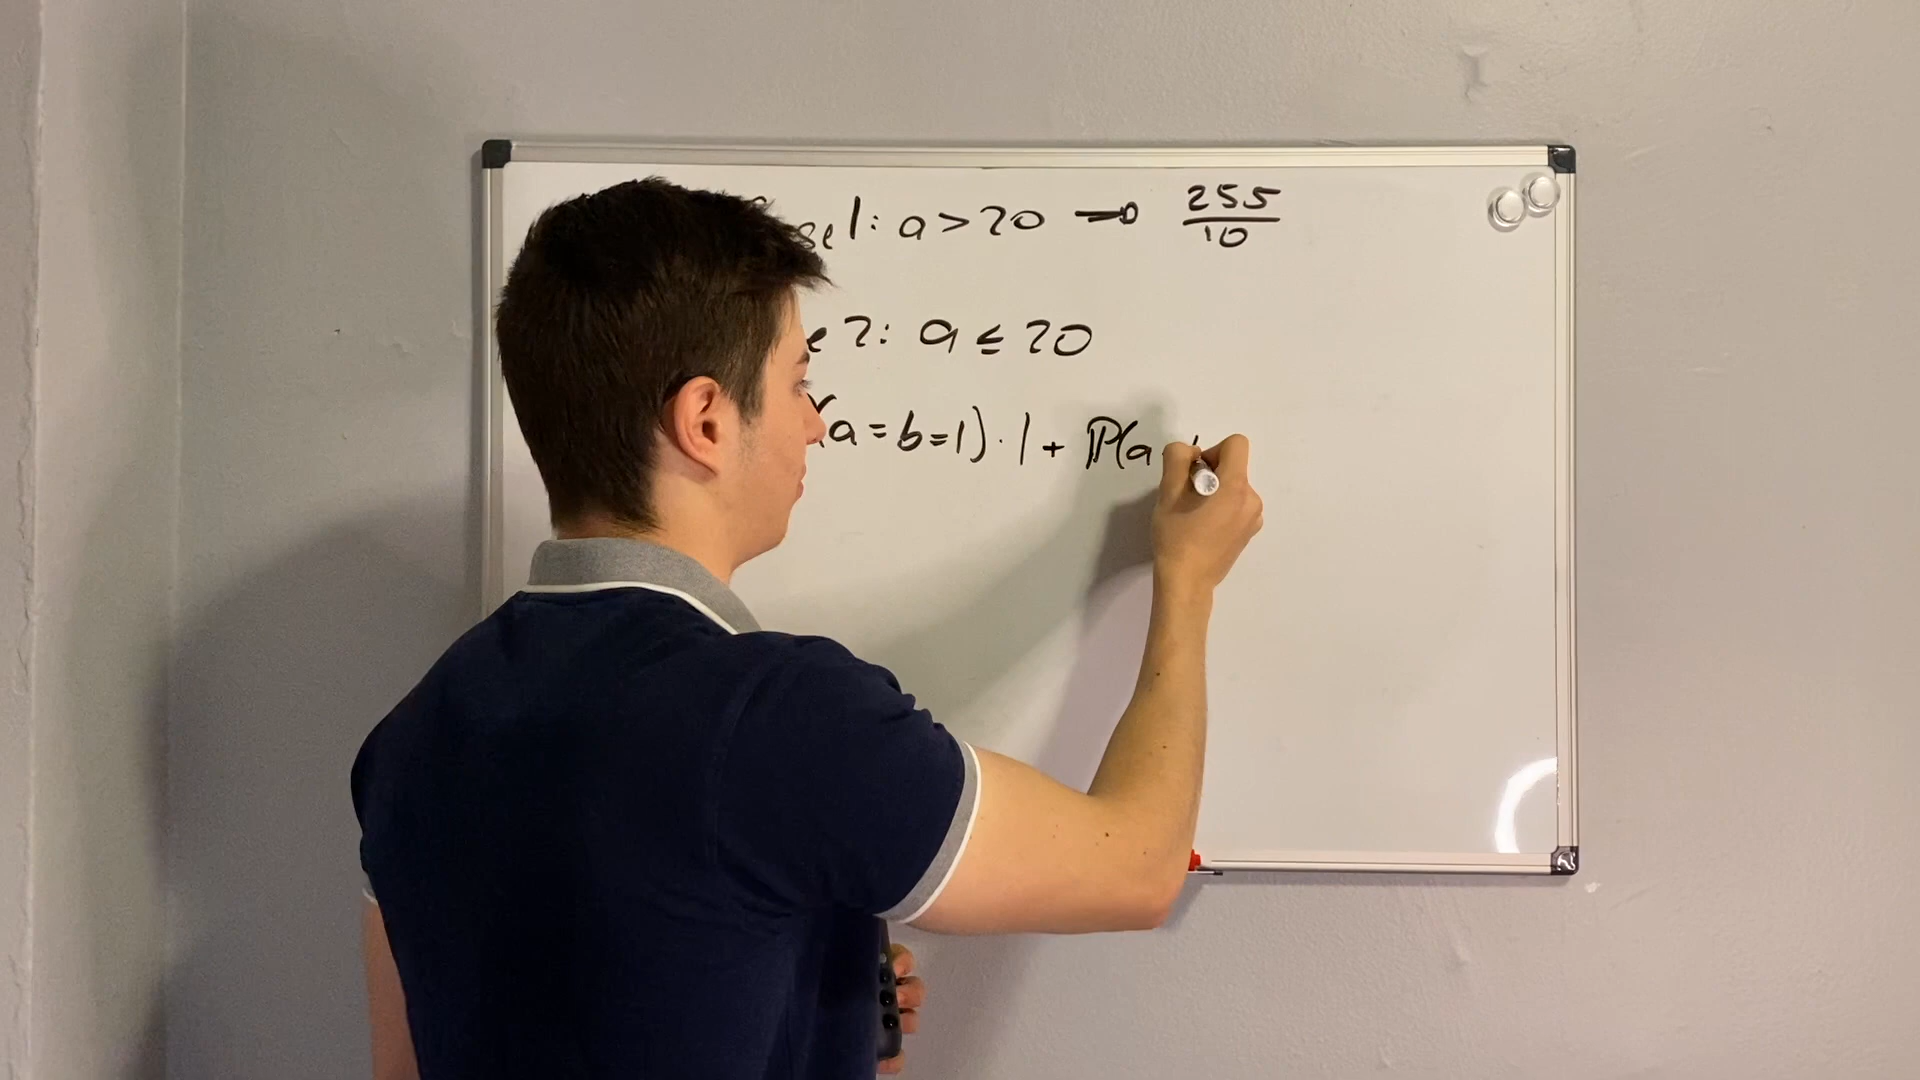 se 1: a > 20 → 255/10
e 2: a ≤ 20
(a = b = 1) · 1 + ℙ(a